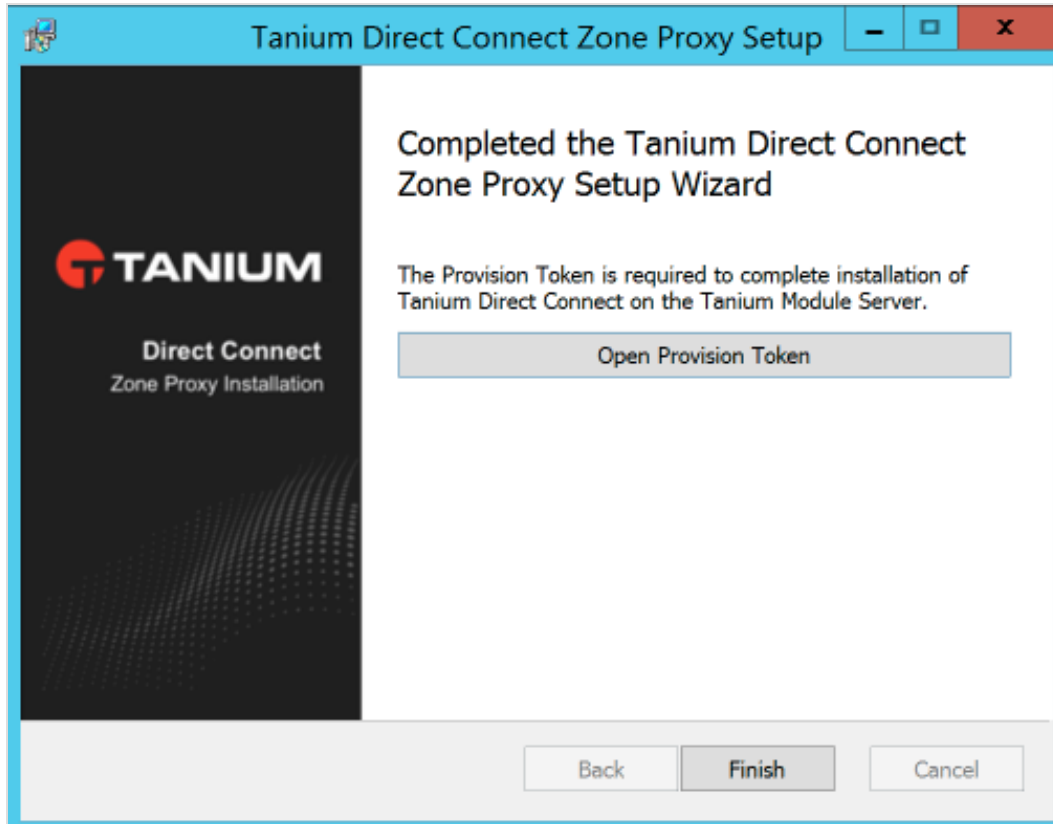 Tanium Direct Connect Zone Proxy Setup
Completed the Tanium Direct Connect
Zone Proxy Setup Wizard
TANIUM
Direct Connect
Zone Proxy Installation
The Provision Token is required to complete installation of
Tanium Direct Connect on the Tanium Module Server.
Open Provision Token
Back Finish Cancel